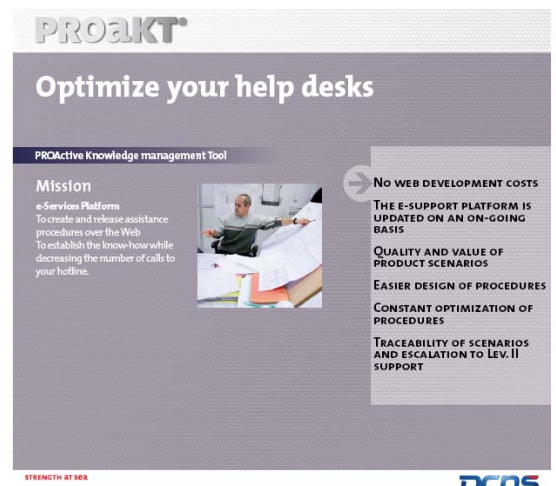 PROaKT®
Optimize your help desks
PROActive Knowledge management Tool
Mission
e-Services Platform
To create and release assistance
procedures over the Web
To establish the know-how while
decreasing the number of calls to
your hotline.
No web development costs
The e-support platform is
updated on an on-going
basis
Quality and value of
product scenarios
Easier design of procedures
Constant optimization of
procedures
Traceability of scenarios
and escalation to Lev. II
support
STRENGTH aT sea
DCNS